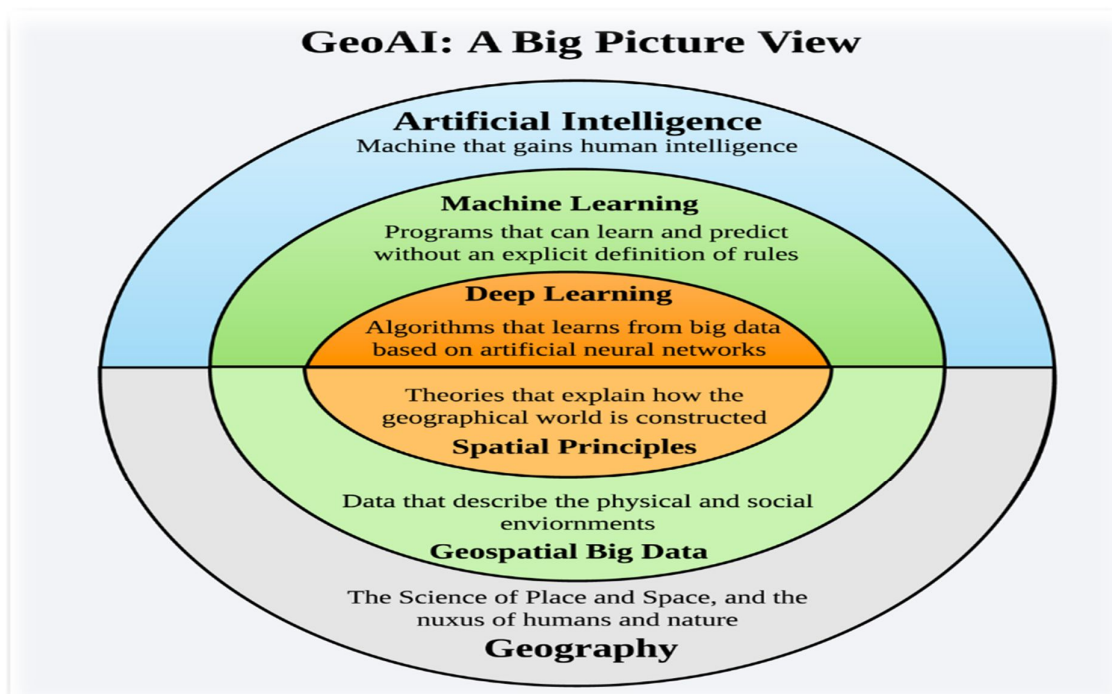 GeoAI: A Big Picture View
Artificial Intelligence
Machine that gains human intelligence
Machine Learning
Programs that can learn and predict
without an explicit definition of rules
Deep Learning
Algorithms that learns from big data
based on artificial neural networks
Theories that explain how the
geographical world is constructed
Spatial Principles
Data that describe the physical and social
enviornments
Geospatial Big Data
The Science of Place and Space, and the
nuxus of humans and nature
Geography